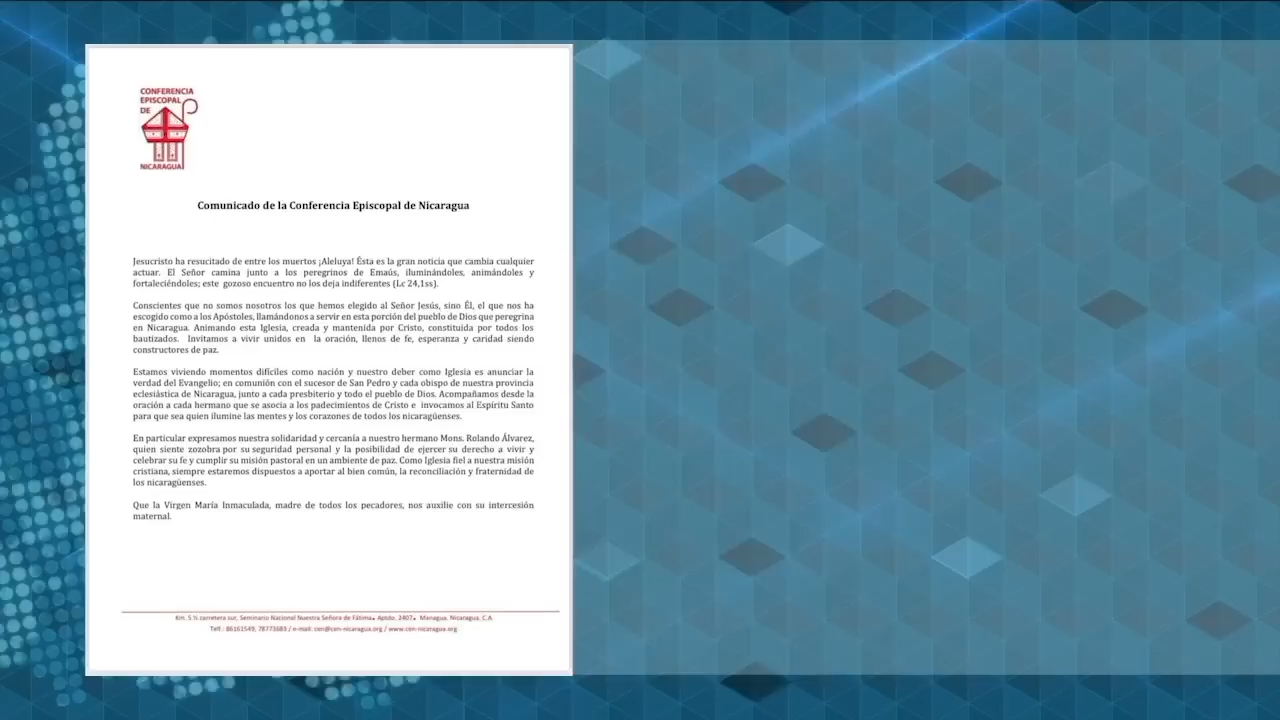 CONFERENCIA
EPISCOPAL
DE
NICARAGUA
Comunicado de la Conferencia Episcopal de Nicaragua
Jesucristo ha resucitado de entre los muertos ¡Aleluya! Ésta es la gran noticia que cambia cualquier
actuar. El Señor camina junto a los peregrinos de Emaús, iluminándoles, animándoles y
fortaleciéndoles; este gozoso encuentro no los deja indiferentes (Lc 24,1ss).
Conscientes que no somos nosotros los que hemos elegido al Señor Jesús, sino Él, el que nos ha
escogido como a los Apóstoles, llamándonos a servir en esta porción del pueblo de Dios que peregrina
en Nicaragua. Animando esta Iglesia, creada y mantenida por Cristo, constituida por todos los
bautizados. Invitamos a vivir unidos en la oración, llenos de fe, esperanza y caridad siendo
constructores de paz.
Estamos viviendo momentos difíciles como nación y nuestro deber como Iglesia es anunciar la
verdad del Evangelio; en comunión con el sucesor de San Pedro y cada obispo de nuestra provincia
eclesiástica de Nicaragua, junto a cada presbiterio y todo el pueblo de Dios. Acompañamos desde la
oración a cada hermano que se asocia a los padecimientos de Cristo e invocamos al Espíritu Santo
para que sea quien ilumine las mentes y los corazones de todos los nicaragüenses.
En particular expresamos nuestra solidaridad y cercanía a nuestro hermano Mons. Rolando Álvarez,
quien siente zozobra por su seguridad personal y la posibilidad de ejercer su derecho a vivir y
celebrar su fe y cumplir su misión pastoral en un ambiente de paz. Como Iglesia fiel a nuestra misión
cristiana, siempre estaremos dispuestos a aportar al bien común, la reconciliación y fraternidad de
los nicaragüenses.
Que la Virgen María Inmaculada, madre de todos los pecadores, nos auxilie con su intercesión
maternal.
Km. 5 ½ carretera sur, Seminario Nacional Nuestra Señora de Fátima. Aptdo. 2407. Managua, Nicaragua, C.A.
Telf.: 86161549, 78773683 / e-mail: cen@cen-nicaragua.org / www.cen-nicaragua.org